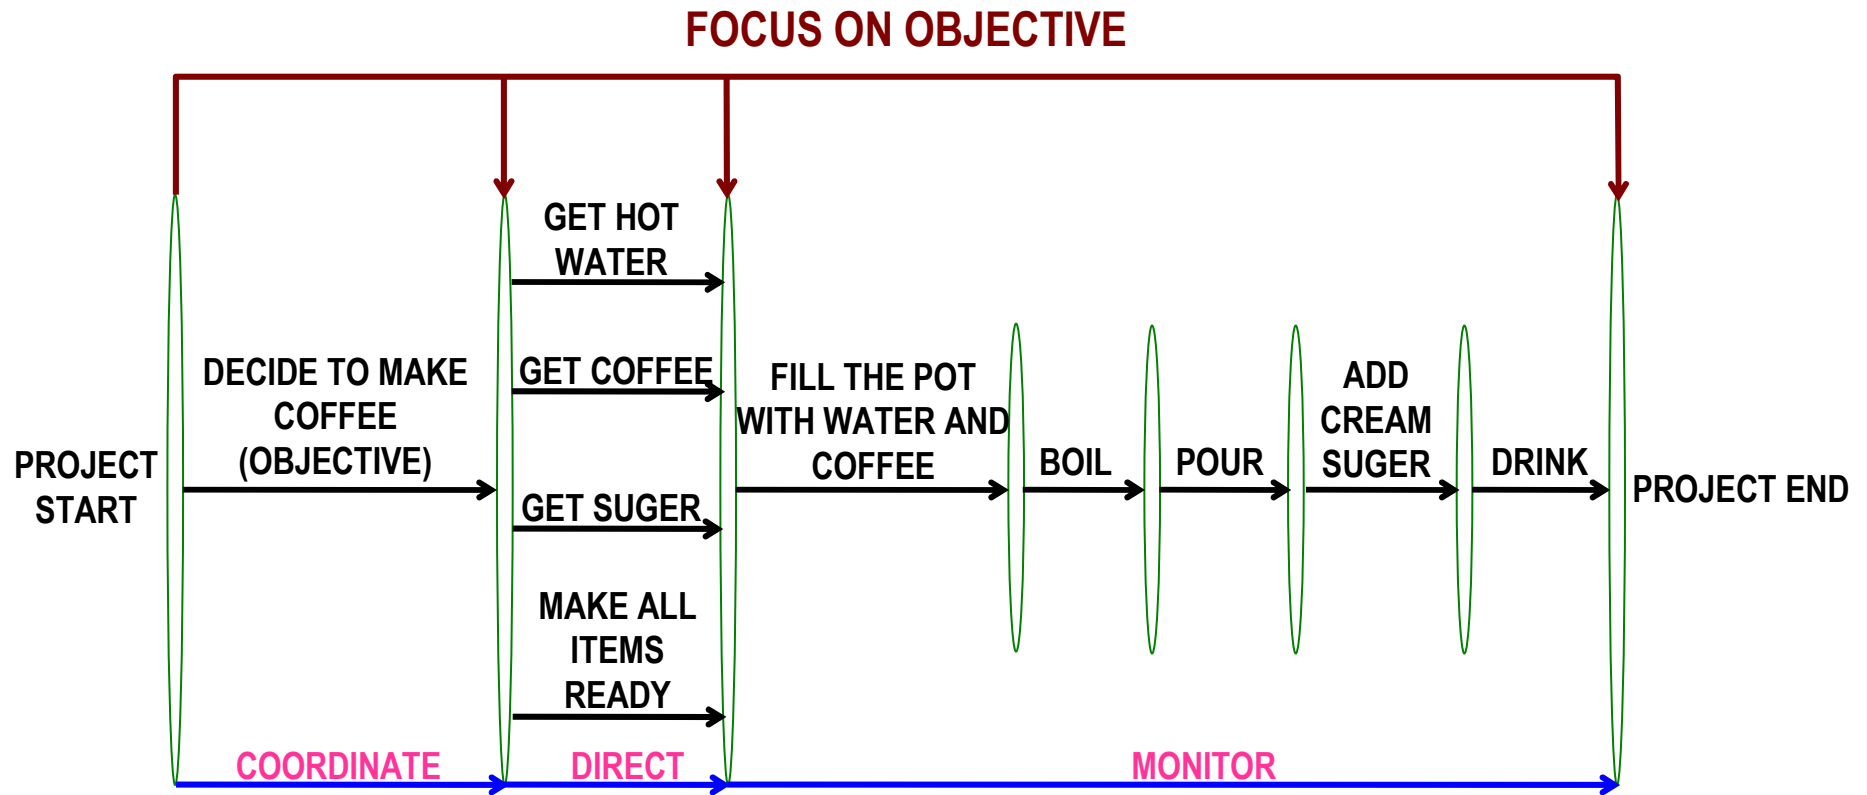 FOCUS ON OBJECTIVE
PROJECT
START
DECIDE TO MAKE
COFFEE
(OBJECTIVE)
GET HOT
WATER
GET COFFEE
GET SUGER
MAKE ALL
ITEMS
READY
FILL THE POT
WITH WATER AND
COFFEE
BOIL
POUR
ADD
CREAM
SUGER
DRINK
PROJECT END
COORDINATE
DIRECT
MONITOR